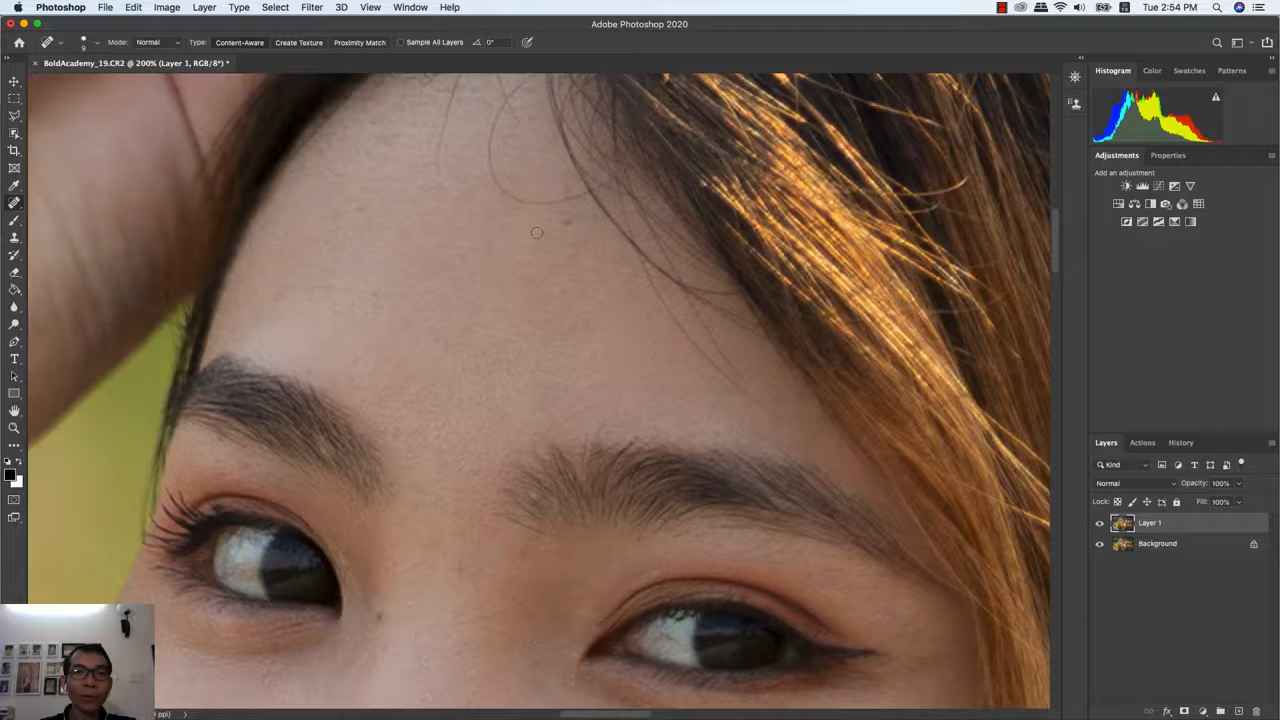 Photoshop File Edit Image Layer Type Select Filter 3D View Window Help Tue 2:54 PM
Adobe Photoshop 2020
9 Mode: Normal Type: Content-Aware Create Texture Proximity Match Sample All Layers 0°
BoldAcademy_19.CR2 @ 200% (Layer 1, RGB/8*) *
Histogram Color Swatches Patterns
Adjustments Properties
Add an adjustment
Layers Actions History
Kind
Normal Opacity: 100%
Lock: Fill: 100%
Layer 1
Background
ppi)